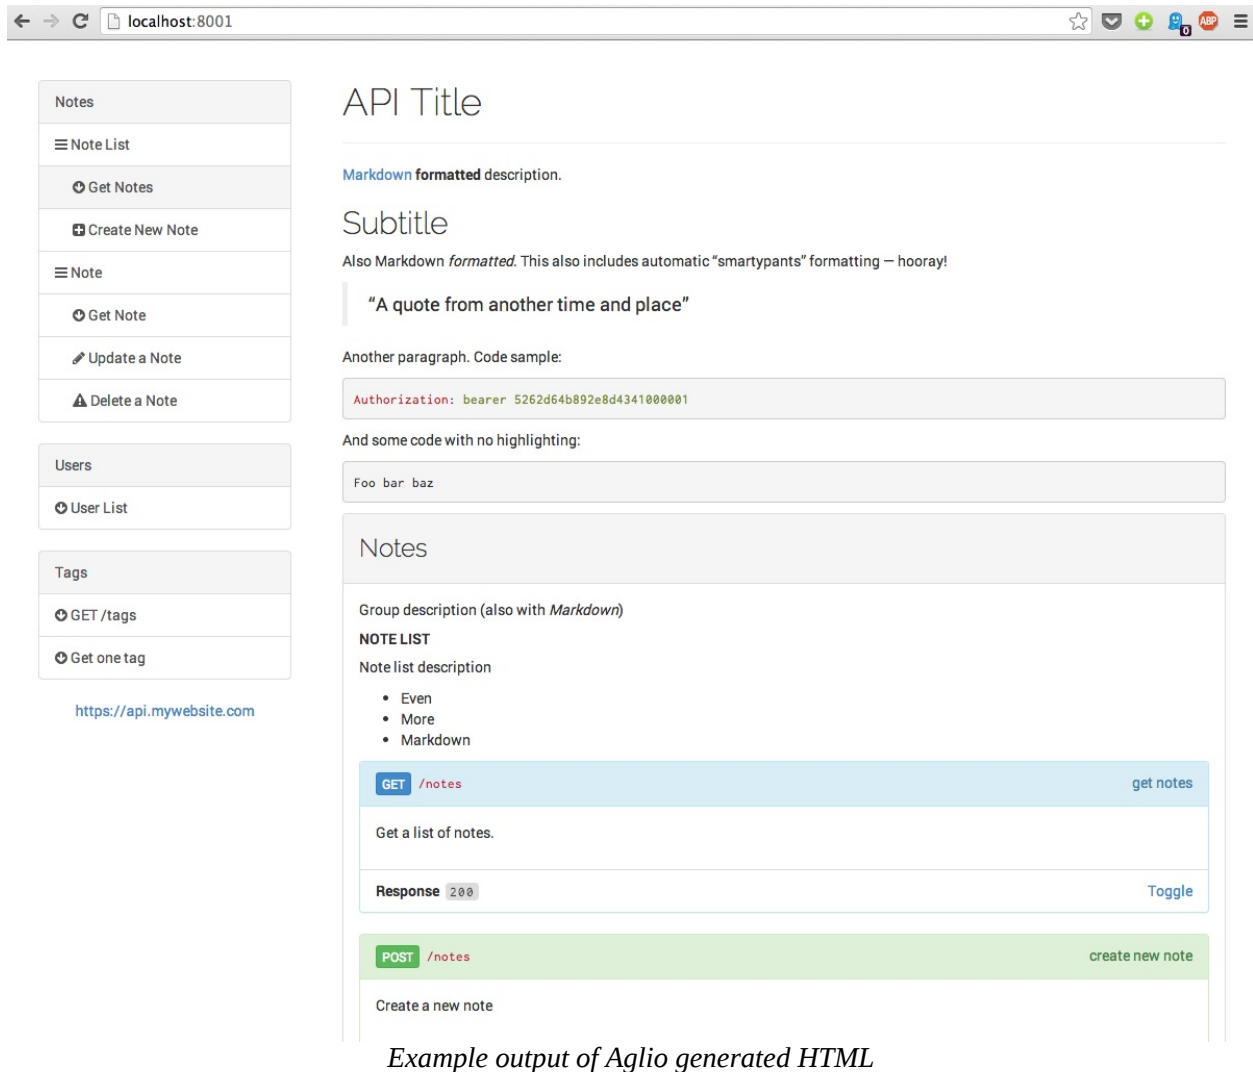 localhost:8001
ABP
0
Notes
Note List
Get Notes
Create New Note
Note
Get Note
Update a Note
Delete a Note
Users
User List
Tags
GET /tags
Get one tag
https://api.mywebsite.com
API Title
Markdown formatted description.
Subtitle
Also Markdown formatted. This also includes automatic “smartypants” formatting — hooray!
“A quote from another time and place”
Another paragraph. Code sample:
Authorization: bearer 5262d64b892e8d4341000001
And some code with no highlighting:
Foo bar baz
Notes
Group description (also with Markdown)
NOTE LIST
Note list description
• Even
• More
• Markdown
GET /notes get notes
Get a list of notes.
Response 200 Toggle
POST /notes create new note
Create a new note
Example output of Aglio generated HTML